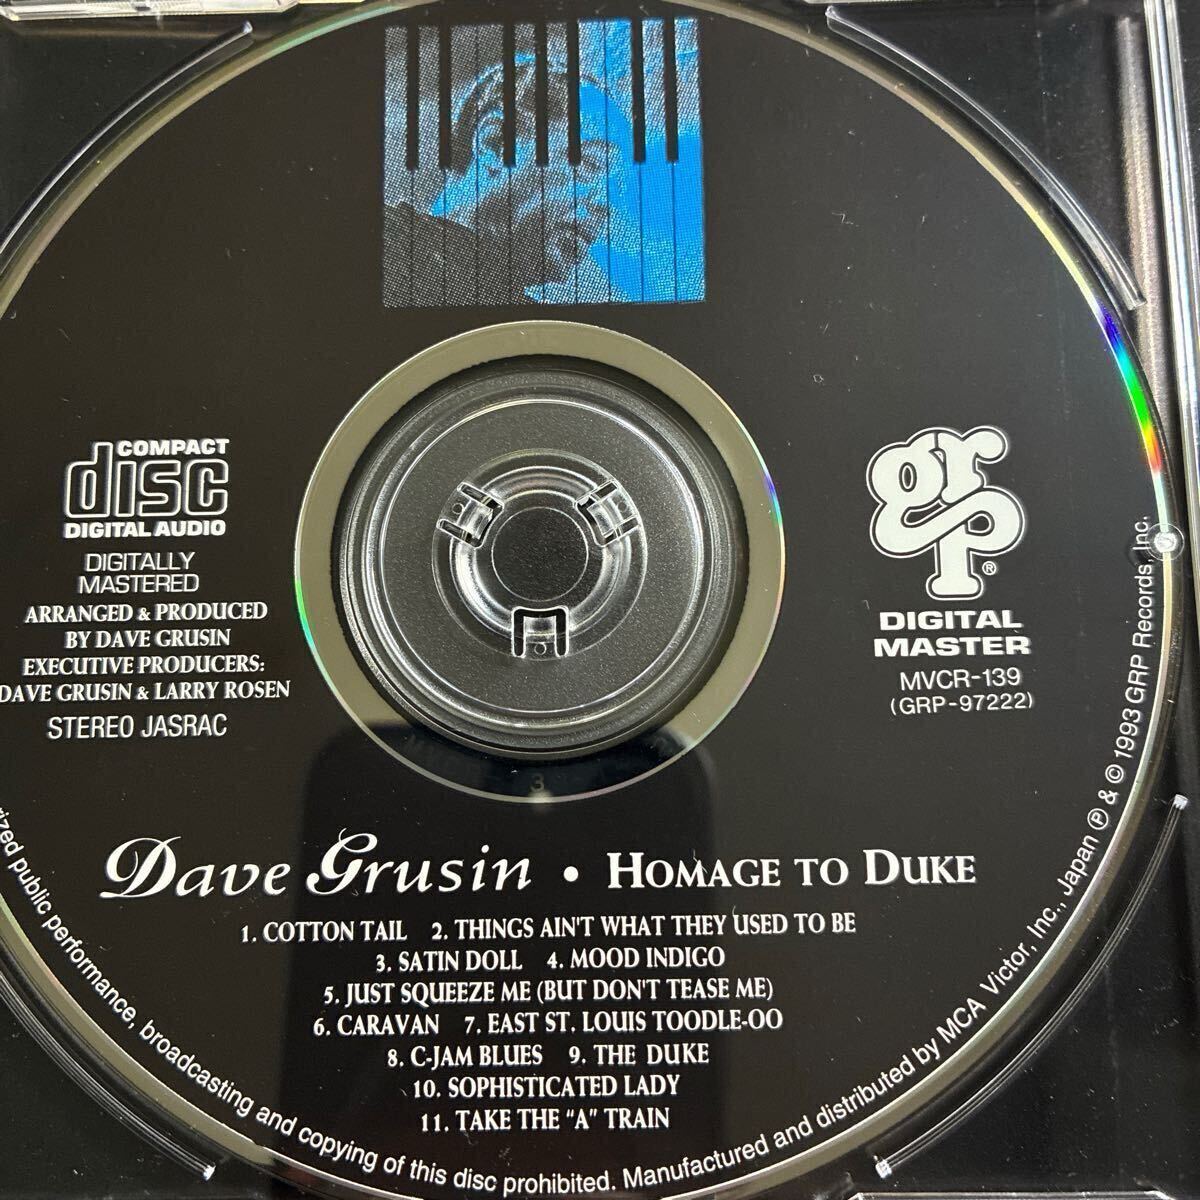 COMPACT
disc
DIGITAL AUDIO
DIGITALLY
MASTERED
ARRANGED & PRODUCED
BY DAVE GRUSIN
EXECUTIVE PRODUCERS:
DAVE GRUSIN & LARRY ROSEN
STEREO JASRAC
grp®
DIGITAL
MASTER
MVCR-139
(GRP-97222)
3
Dave Grusin • HOMAGE TO DUKE
1. COTTON TAIL 2. THINGS AIN'T WHAT THEY USED TO BE
3. SATIN DOLL 4. MOOD INDIGO
5. JUST SQUEEZE ME (BUT DON'T TEASE ME)
6. CARAVAN 7. EAST ST. LOUIS TOODLE-OO
8. C-JAM BLUES 9. THE DUKE
10. SOPHISTICATED LADY
11. TAKE THE "A" TRAIN
public performance, broadcasting and copying of this disc prohibited. Manufactured and distributed by MCA Victor, Inc., Japan Ⓟ & © 1993 GRP Records, Inc.